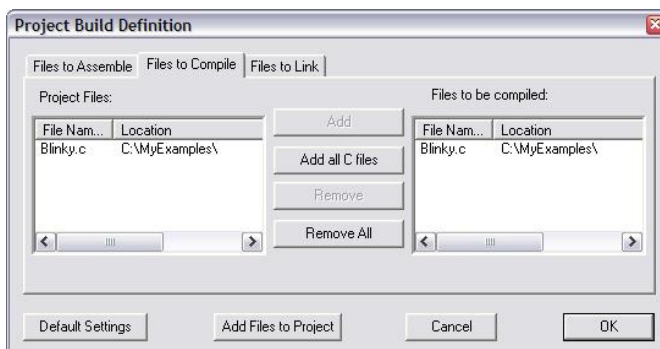 Project Build Definition
Files to Assemble
Files to Compile
Files to Link
Project Files:
File Nam... Location
Blinky.c C:\MyExamples\
Add
Add all C files
Remove
Remove All
Files to be compiled:
File Nam... Location
Blinky.c C:\MyExamples\
Default Settings
Add Files to Project
Cancel
OK